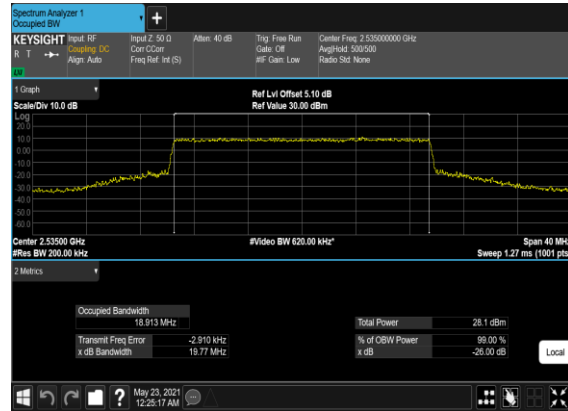 Spectrum Analyzer 1
Occupied BW
+
KEYSIGHT
R T
LXI
Input: RF
Coupling: DC
Align: Auto
Input Z: 50 Ω
Corr CCorr
Freq Ref: Int (S)
Atten: 40 dB
Trig: Free Run
Gate: Off
#IF Gain: Low
Center Freq: 2.535000000 GHz
Avg|Hold: 500/500
Radio Std: None
1 Graph
Scale/Div 10.0 dB
Ref Lvl Offset 5.10 dB
Ref Value 30.00 dBm
Log
20.0
10.0
0.00
-10.0
-20.0
-30.0
-40.0
-50.0
-60.0
Center 2.53500 GHz
#Res BW 200.00 kHz
#Video BW 620.00 kHz*
Span 40 MHz
Sweep 1.27 ms (1001 pts)
2 Metrics
Occupied Bandwidth
18.913 MHz
Transmit Freq Error -2.910 kHz
x dB Bandwidth 19.77 MHz
Total Power 28.1 dBm
% of OBW Power 99.00 %
x dB -26.00 dB
Local
?
May 23, 2021
12:25:17 AM